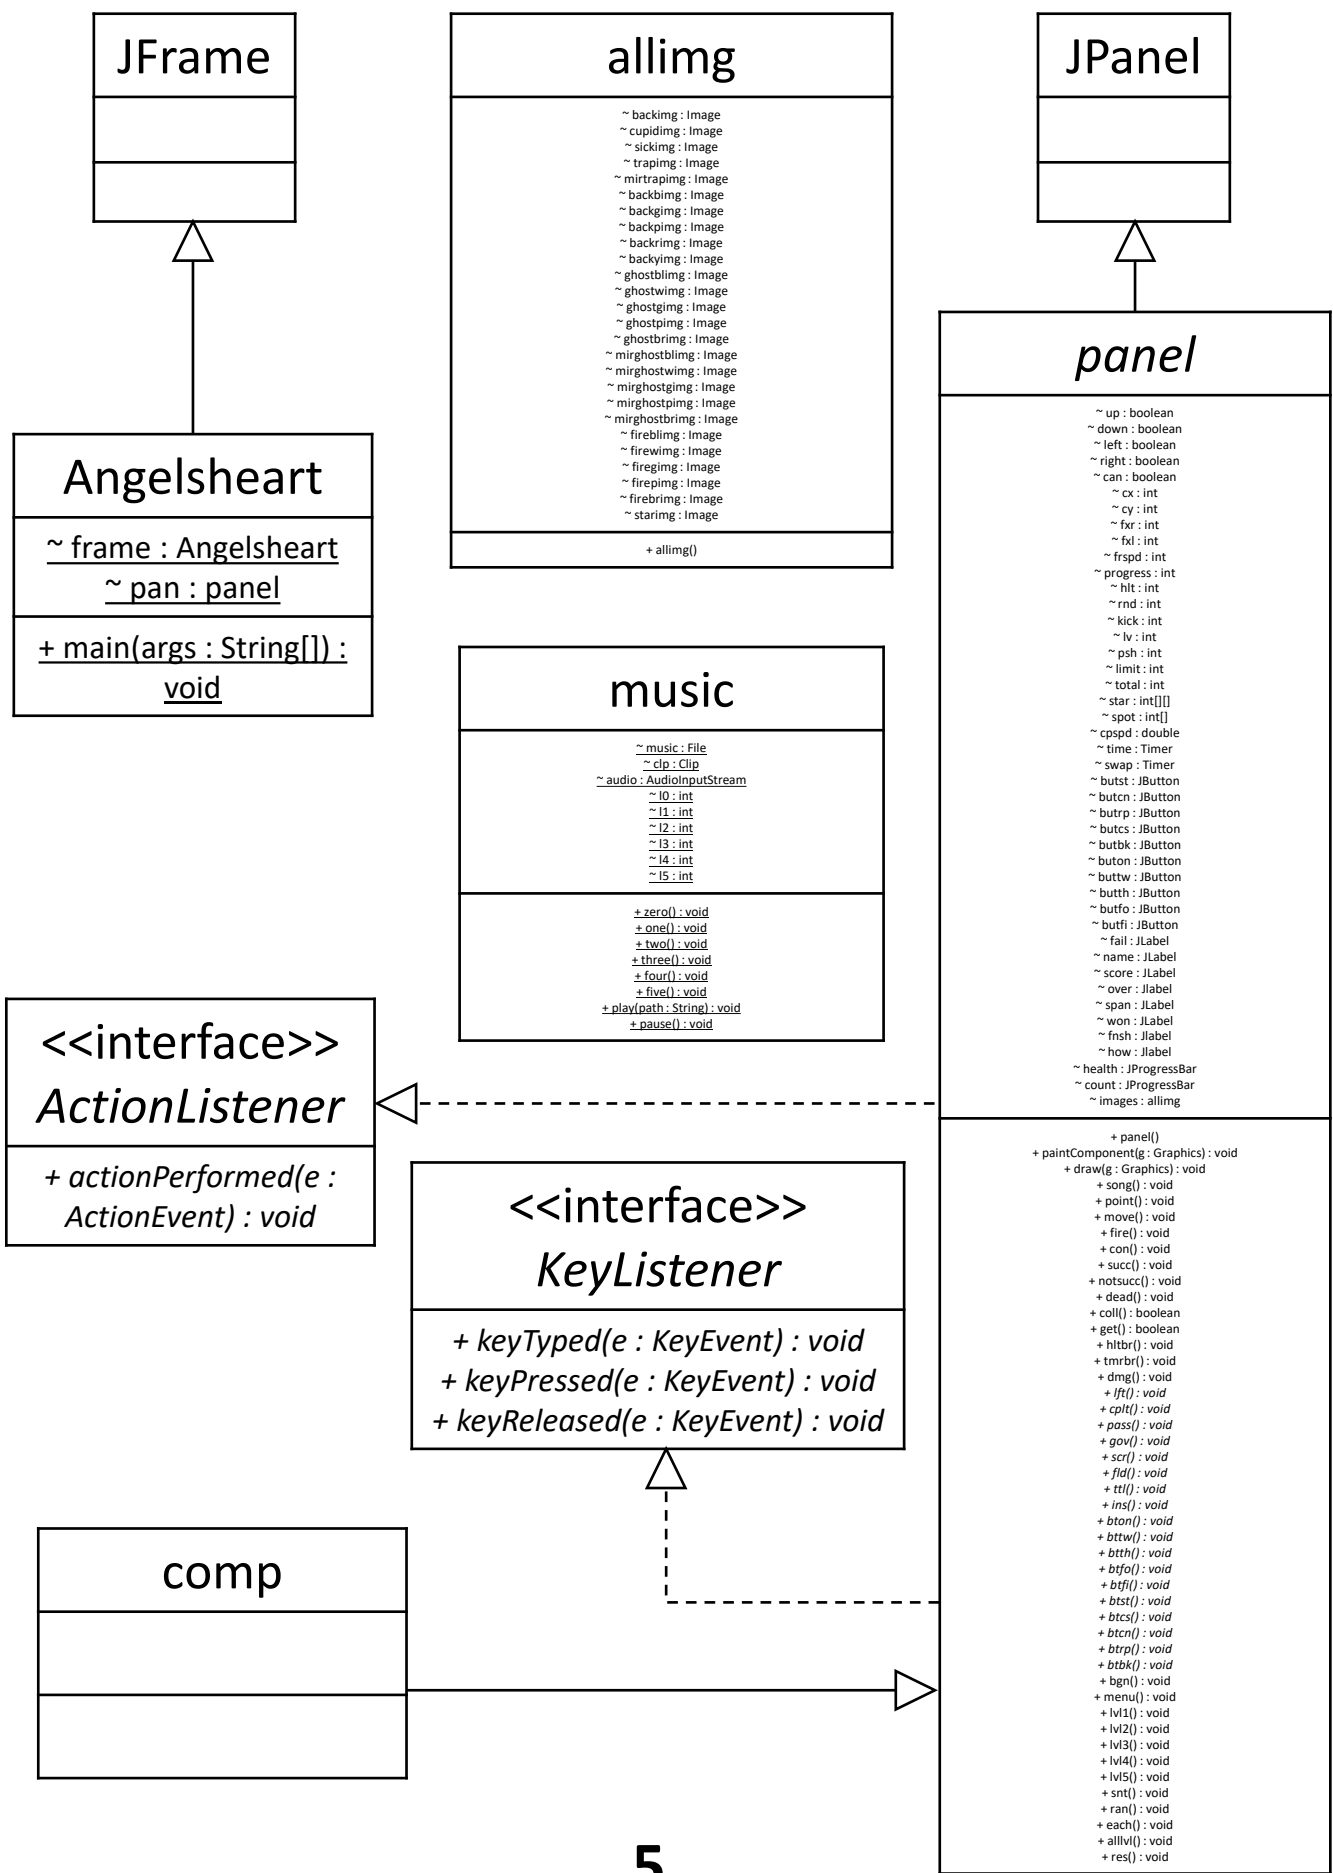 JFrame
allimg
~ backimg : Image
~ cupidimg : Image
~ sickimg : Image
~ trapimg : Image
~ mirtrapimg : Image
~ backbimg : Image
~ backgimg : Image
~ backpimg : Image
~ backrimg : Image
~ backyimg : Image
~ ghostblimg : Image
~ ghostwimg : Image
~ ghostgimg : Image
~ ghostpimg : Image
~ ghostbrimg : Image
~ mirghostblimg : Image
~ mirghostwimg : Image
~ mirghostgimg : Image
~ mirghostpimg : Image
~ mirghostbrimg : Image
~ fireblimg : Image
~ firewimg : Image
~ firegimg : Image
~ firepimg : Image
~ firebrimg : Image
~ starimg : Image
+ allimg()
JPanel
Angelsheart
~ frame : Angelsheart
~ pan : panel
+ main(args : String[]) :
void
music
~ music : File
~ clp : Clip
~ audio : AudioInputStream
~ l0 : int
~ l1 : int
~ l2 : int
~ l3 : int
~ l4 : int
~ l5 : int
+ zero() : void
+ one() : void
+ two() : void
+ three() : void
+ four() : void
+ five() : void
+ play(path : String) : void
+ pause() : void
panel
~ up : boolean
~ down : boolean
~ left : boolean
~ right : boolean
~ can : boolean
~ cx : int
~ cy : int
~ fxr : int
~ fxl : int
~ frspd : int
~ progress : int
~ hlt : int
~ rnd : int
~ kick : int
~ lv : int
~ psh : int
~ limit : int
~ total : int
~ star : int[][]
~ spot : int[]
~ cpspd : double
~ time : Timer
~ swap : Timer
~ butst : JButton
~ butcn : JButton
~ butrp : JButton
~ butcs : JButton
~ butbk : JButton
~ buton : JButton
~ buttw : JButton
~ butth : JButton
~ butfo : JButton
~ butfi : JButton
~ fail : JLabel
~ name : JLabel
~ score : JLabel
~ over : Jlabel
~ span : JLabel
~ won : JLabel
~ fnsh : Jlabel
~ how : Jlabel
~ health : JProgressBar
~ count : JProgressBar
~ images : allimg
+ panel()
+ paintComponent(g : Graphics) : void
+ draw(g : Graphics) : void
+ song() : void
+ point() : void
+ move() : void
+ fire() : void
+ con() : void
+ succ() : void
+ notsucc() : void
+ dead() : void
+ coll() : boolean
+ get() : boolean
+ hltbr() : void
+ tmrbr() : void
+ dmg() : void
+ lft() : void
+ cplt() : void
+ pass() : void
+ gov() : void
+ scr() : void
+ fld() : void
+ ttl() : void
+ ins() : void
+ bton() : void
+ bttw() : void
+ btth() : void
+ btfo() : void
+ btfi() : void
+ btst() : void
+ btcs() : void
+ btcn() : void
+ btrp() : void
+ btbk() : void
+ bgn() : void
+ menu() : void
+ lvl1() : void
+ lvl2() : void
+ lvl3() : void
+ lvl4() : void
+ lvl5() : void
+ snt() : void
+ ran() : void
+ each() : void
+ alllvl() : void
+ res() : void
<<interface>>
ActionListener
+ actionPerformed(e :
ActionEvent) : void
<<interface>>
KeyListener
+ keyTyped(e : KeyEvent) : void
+ keyPressed(e : KeyEvent) : void
+ keyReleased(e : KeyEvent) : void
comp
5